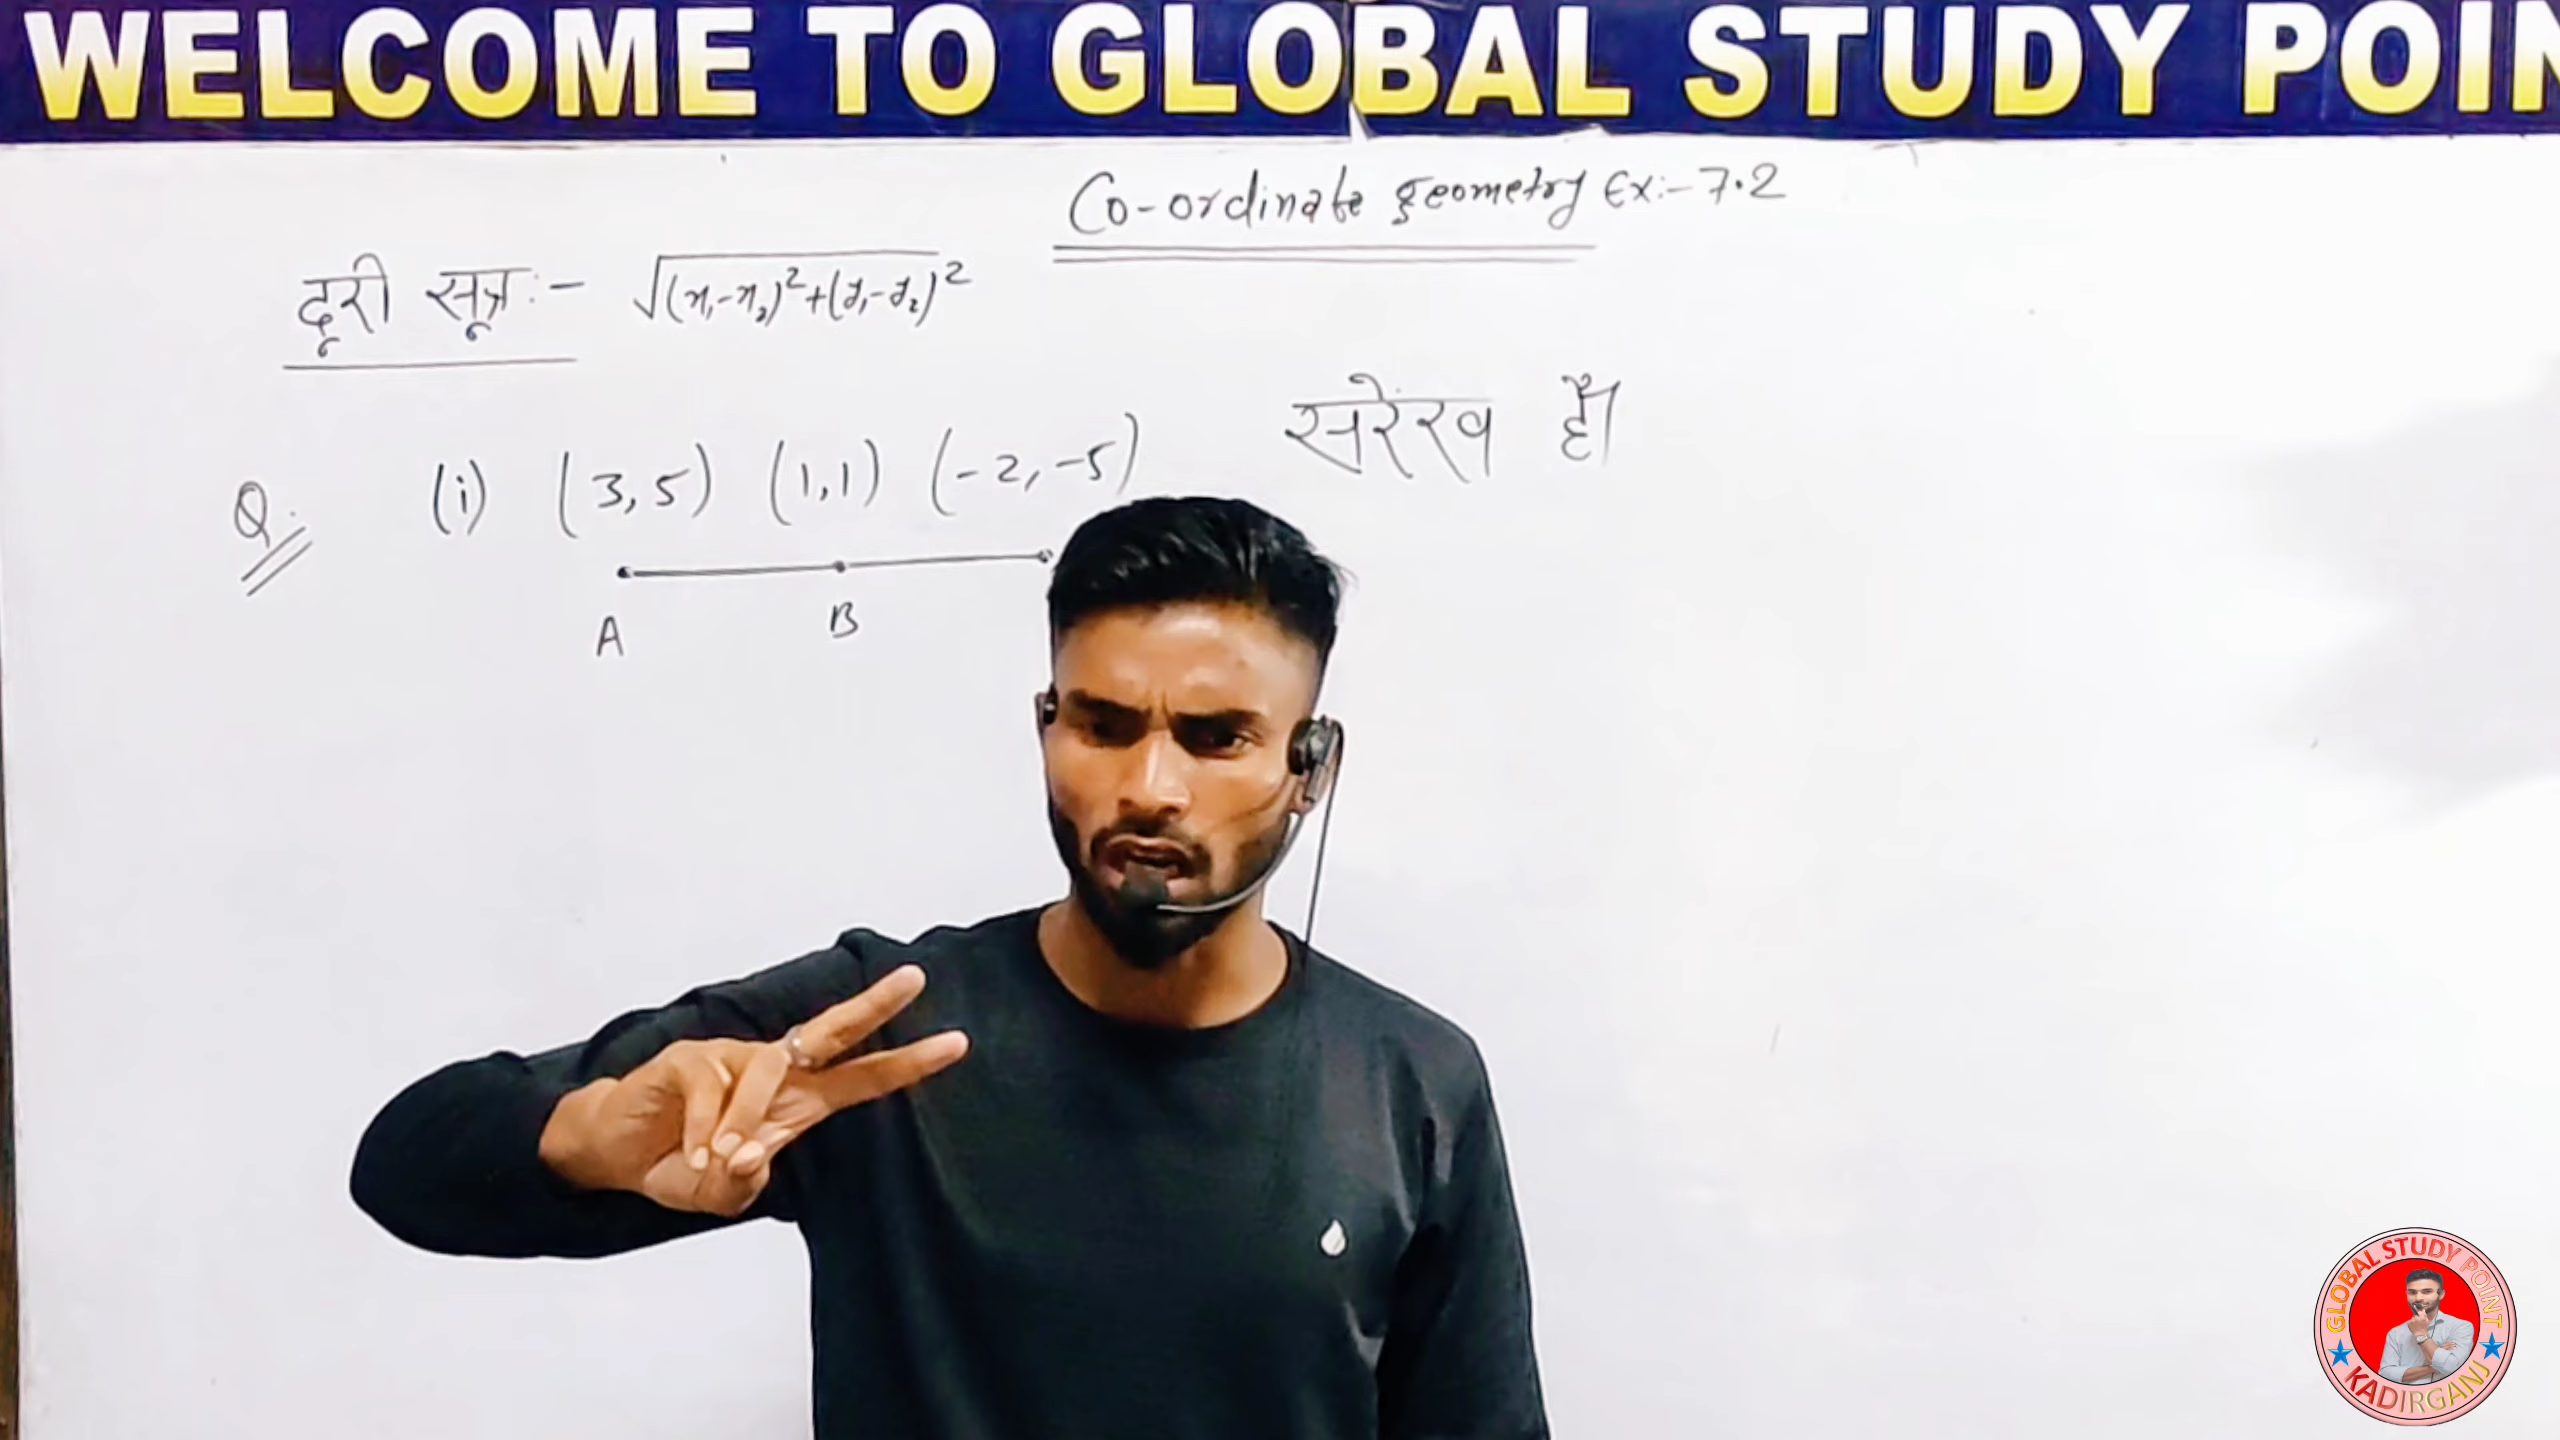 WELCOME TO GLOBAL STUDY POIN
Co-ordinate geometry Ex:- 7.2
दूरी सूत्र:- √(x₁-x₂)²+(y₁-y₂)²
Q. (i) (3,5) (1,1) (-2,-5) सरेंरख है।
A B
GLOBAL STUDY POINT
KADIRGANJ